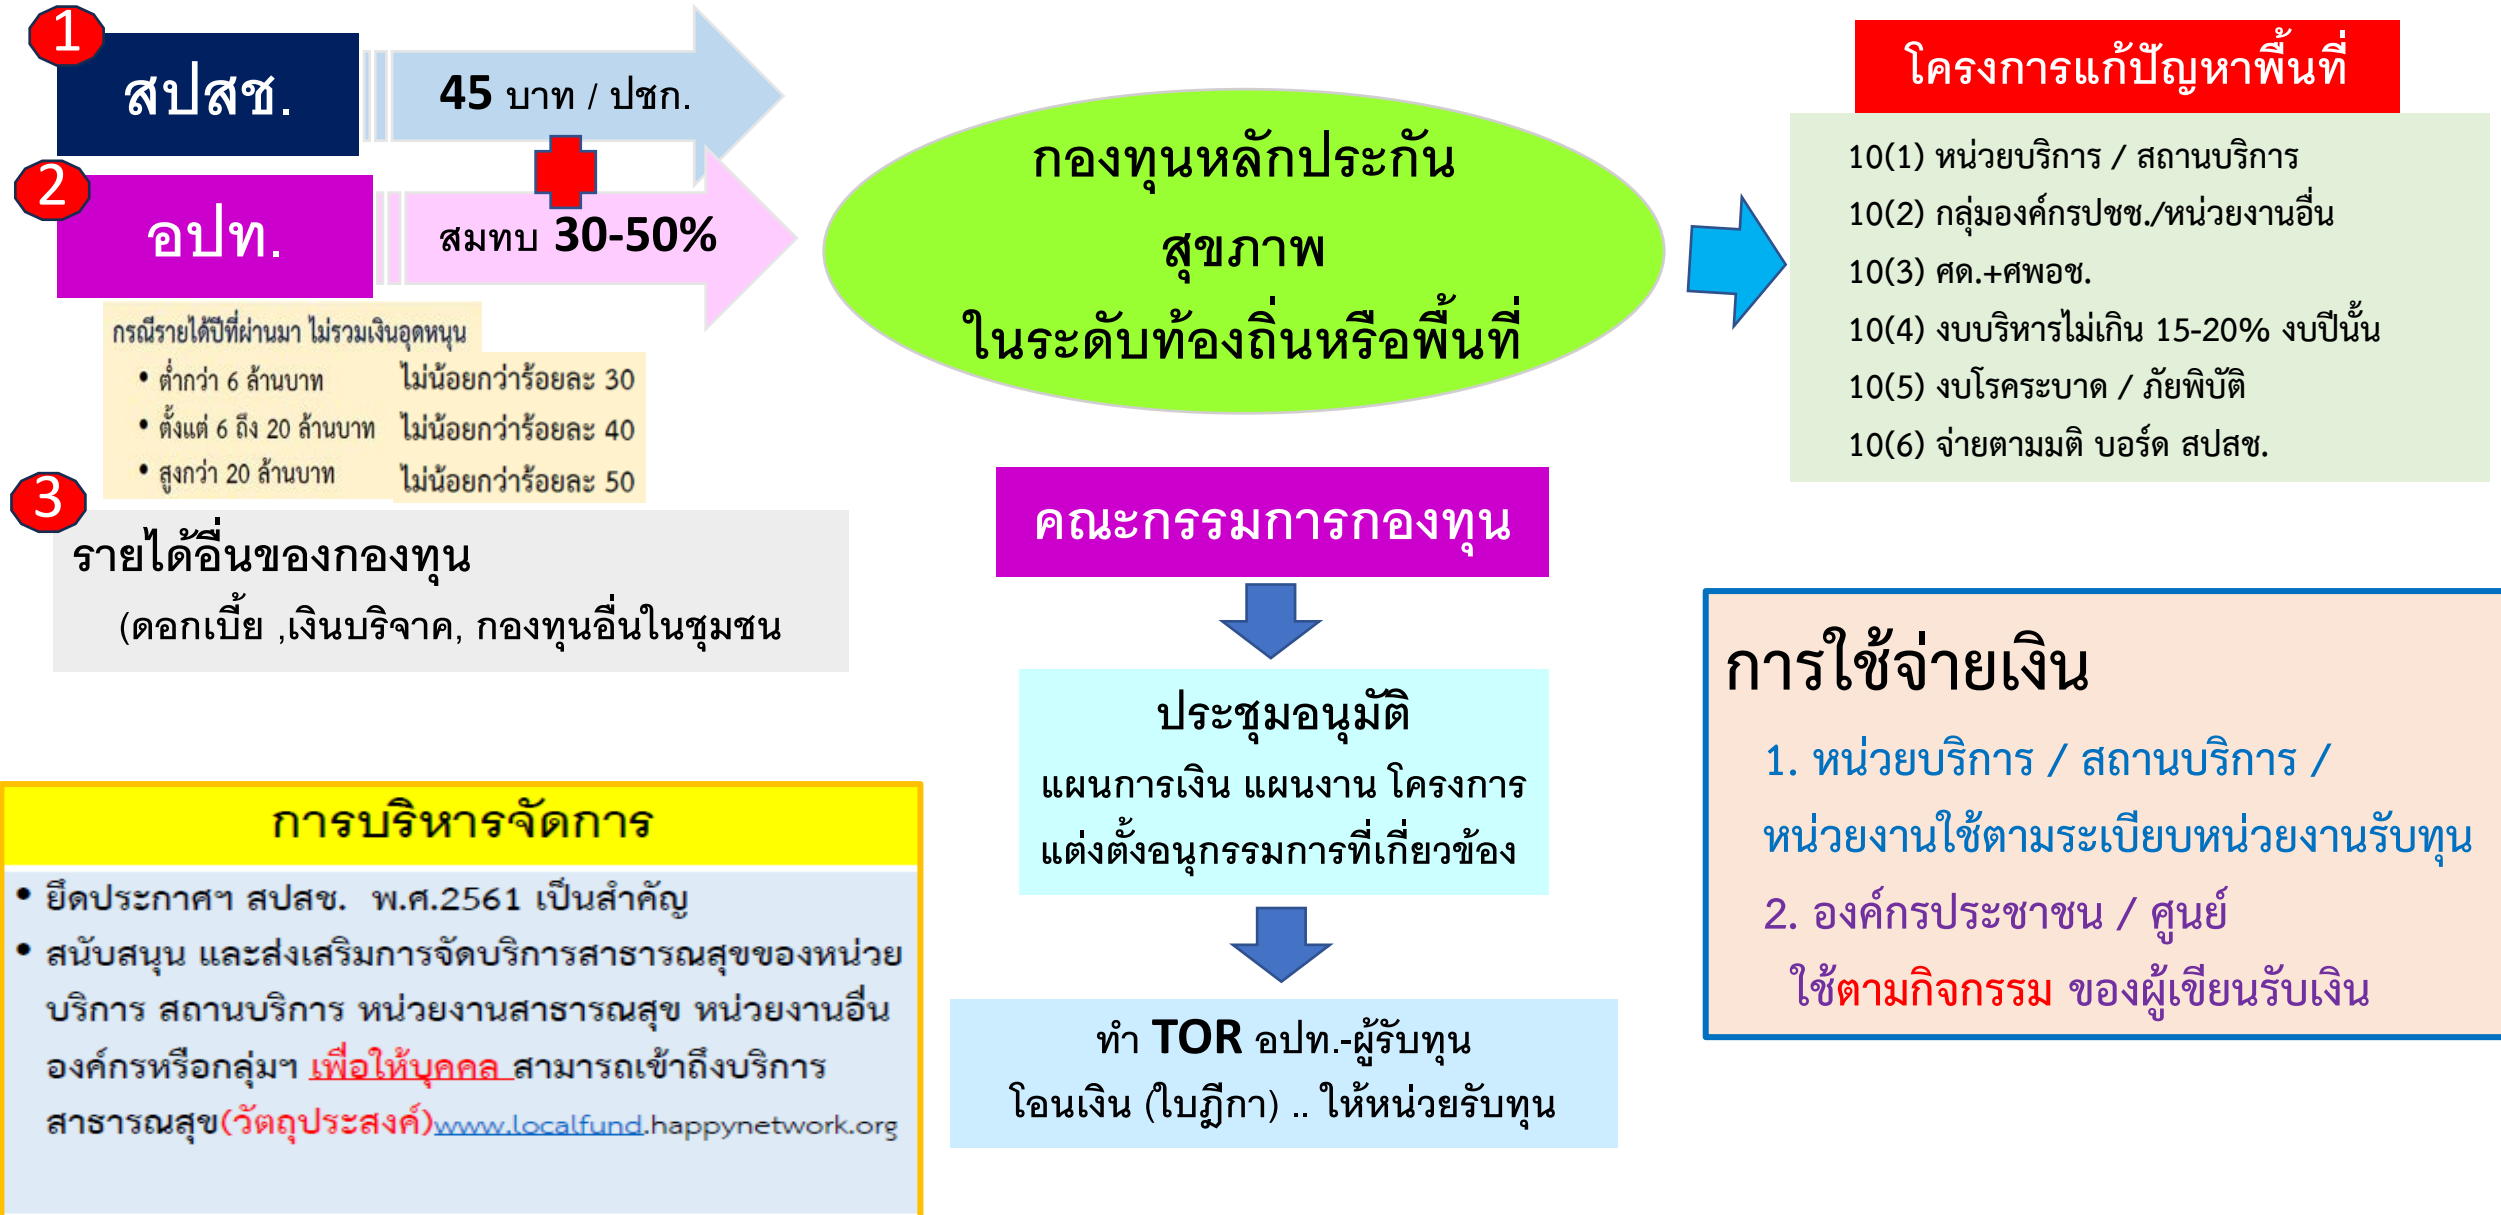 1
สปสช.
45 บาท / ปชก.
2
อปท.
สมทบ 30-50%
กรณีรายได้ปีที่ผ่านมา ไม่รวมเงินอุดหนุน
• ต่ำกว่า 6 ล้านบาท ไม่น้อยกว่าร้อยละ 30
• ตั้งแต่ 6 ถึง 20 ล้านบาท ไม่น้อยกว่าร้อยละ 40
• สูงกว่า 20 ล้านบาท ไม่น้อยกว่าร้อยละ 50
3
รายได้อื่นของกองทุน
(ดอกเบี้ย ,เงินบริจาค, กองทุนอื่นในชุมชน
การบริหารจัดการ
• ยึดประกาศฯ สปสช. พ.ศ.2561 เป็นสำคัญ
• สนับสนุน และส่งเสริมการจัดบริการสาธารณสุขของหน่วย
บริการ สถานบริการ หน่วยงานสาธารณสุข หน่วยงานอื่น
องค์กรหรือกลุ่มฯ เพื่อให้บุคคล สามารถเข้าถึงบริการ
สาธารณสุข(วัตถุประสงค์)www.localfund.happynetwork.org
กองทุนหลักประกัน
สุขภาพ
ในระดับท้องถิ่นหรือพื้นที่
คณะกรรมการกองทุน
ประชุมอนุมัติ
แผนการเงิน แผนงาน โครงการ
แต่งตั้งอนุกรรมการที่เกี่ยวข้อง
ทำ TOR อปท.-ผู้รับทุน
โอนเงิน (ใบฎีกา) .. ให้หน่วยรับทุน
โครงการแก้ปัญหาพื้นที่
10(1) หน่วยบริการ / สถานบริการ
10(2) กลุ่มองค์กรปชช./หน่วยงานอื่น
10(3) ศด.+ศพอช.
10(4) งบบริหารไม่เกิน 15-20% งบปีนั้น
10(5) งบโรคระบาด / ภัยพิบัติ
10(6) จ่ายตามมติ บอร์ด สปสช.
การใช้จ่ายเงิน
1. หน่วยบริการ / สถานบริการ /
หน่วยงานใช้ตามระเบียบหน่วยงานรับทุน
2. องค์กรประชาชน / ศูนย์
ใช้ตามกิจกรรม ของผู้เขียนรับเงิน